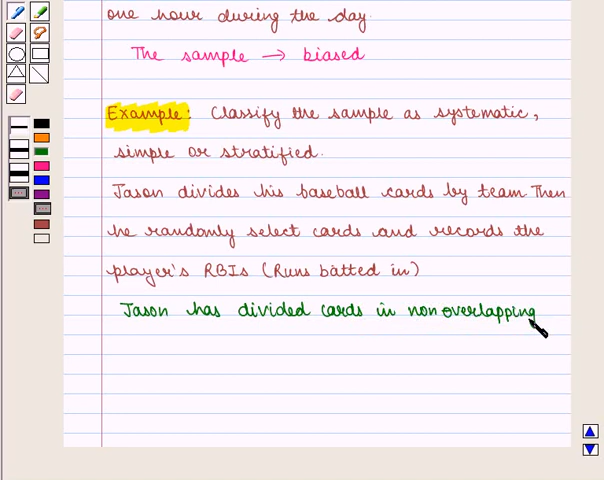 one hour during the day.
The sample → biased
Example: Classify the sample as systematic,
simple or stratified.
Jason divides his baseball cards by team Then
he randomly select cards and records the
player's RBIs (Runs batted in)
Jason has divided cards in non overlapping